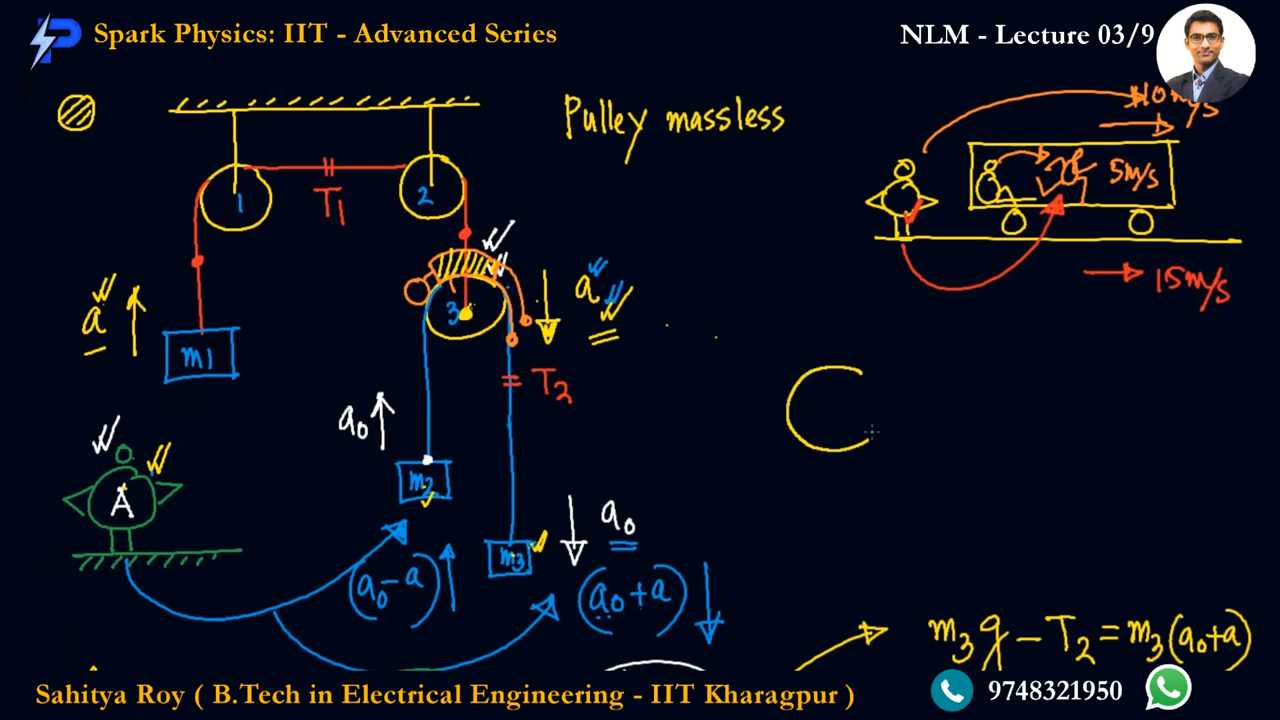 Spark Physics: IIT - Advanced Series
NLM - Lecture 03/9
Pulley massless
10 m/s
5m/s
15m/s
1
2
T1
3
a
a
m1
T2
a0
m2
A
a0
m3
(a0-a)
(a0+a)
m3g - T2 = m3(a0+a)
Sahitya Roy ( B.Tech in Electrical Engineering - IIT Kharagpur )
9748321950